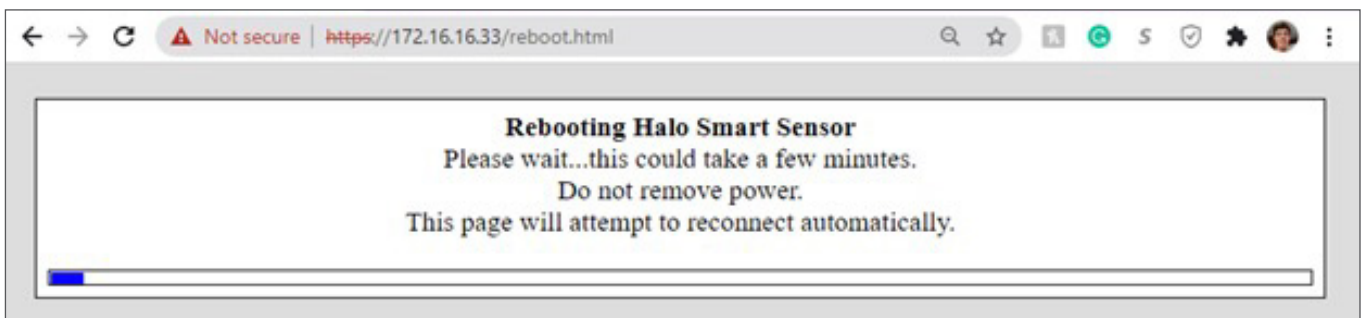 Not secure | https://172.16.16.33/reboot.html
Rebooting Halo Smart Sensor
Please wait...this could take a few minutes.
Do not remove power.
This page will attempt to reconnect automatically.